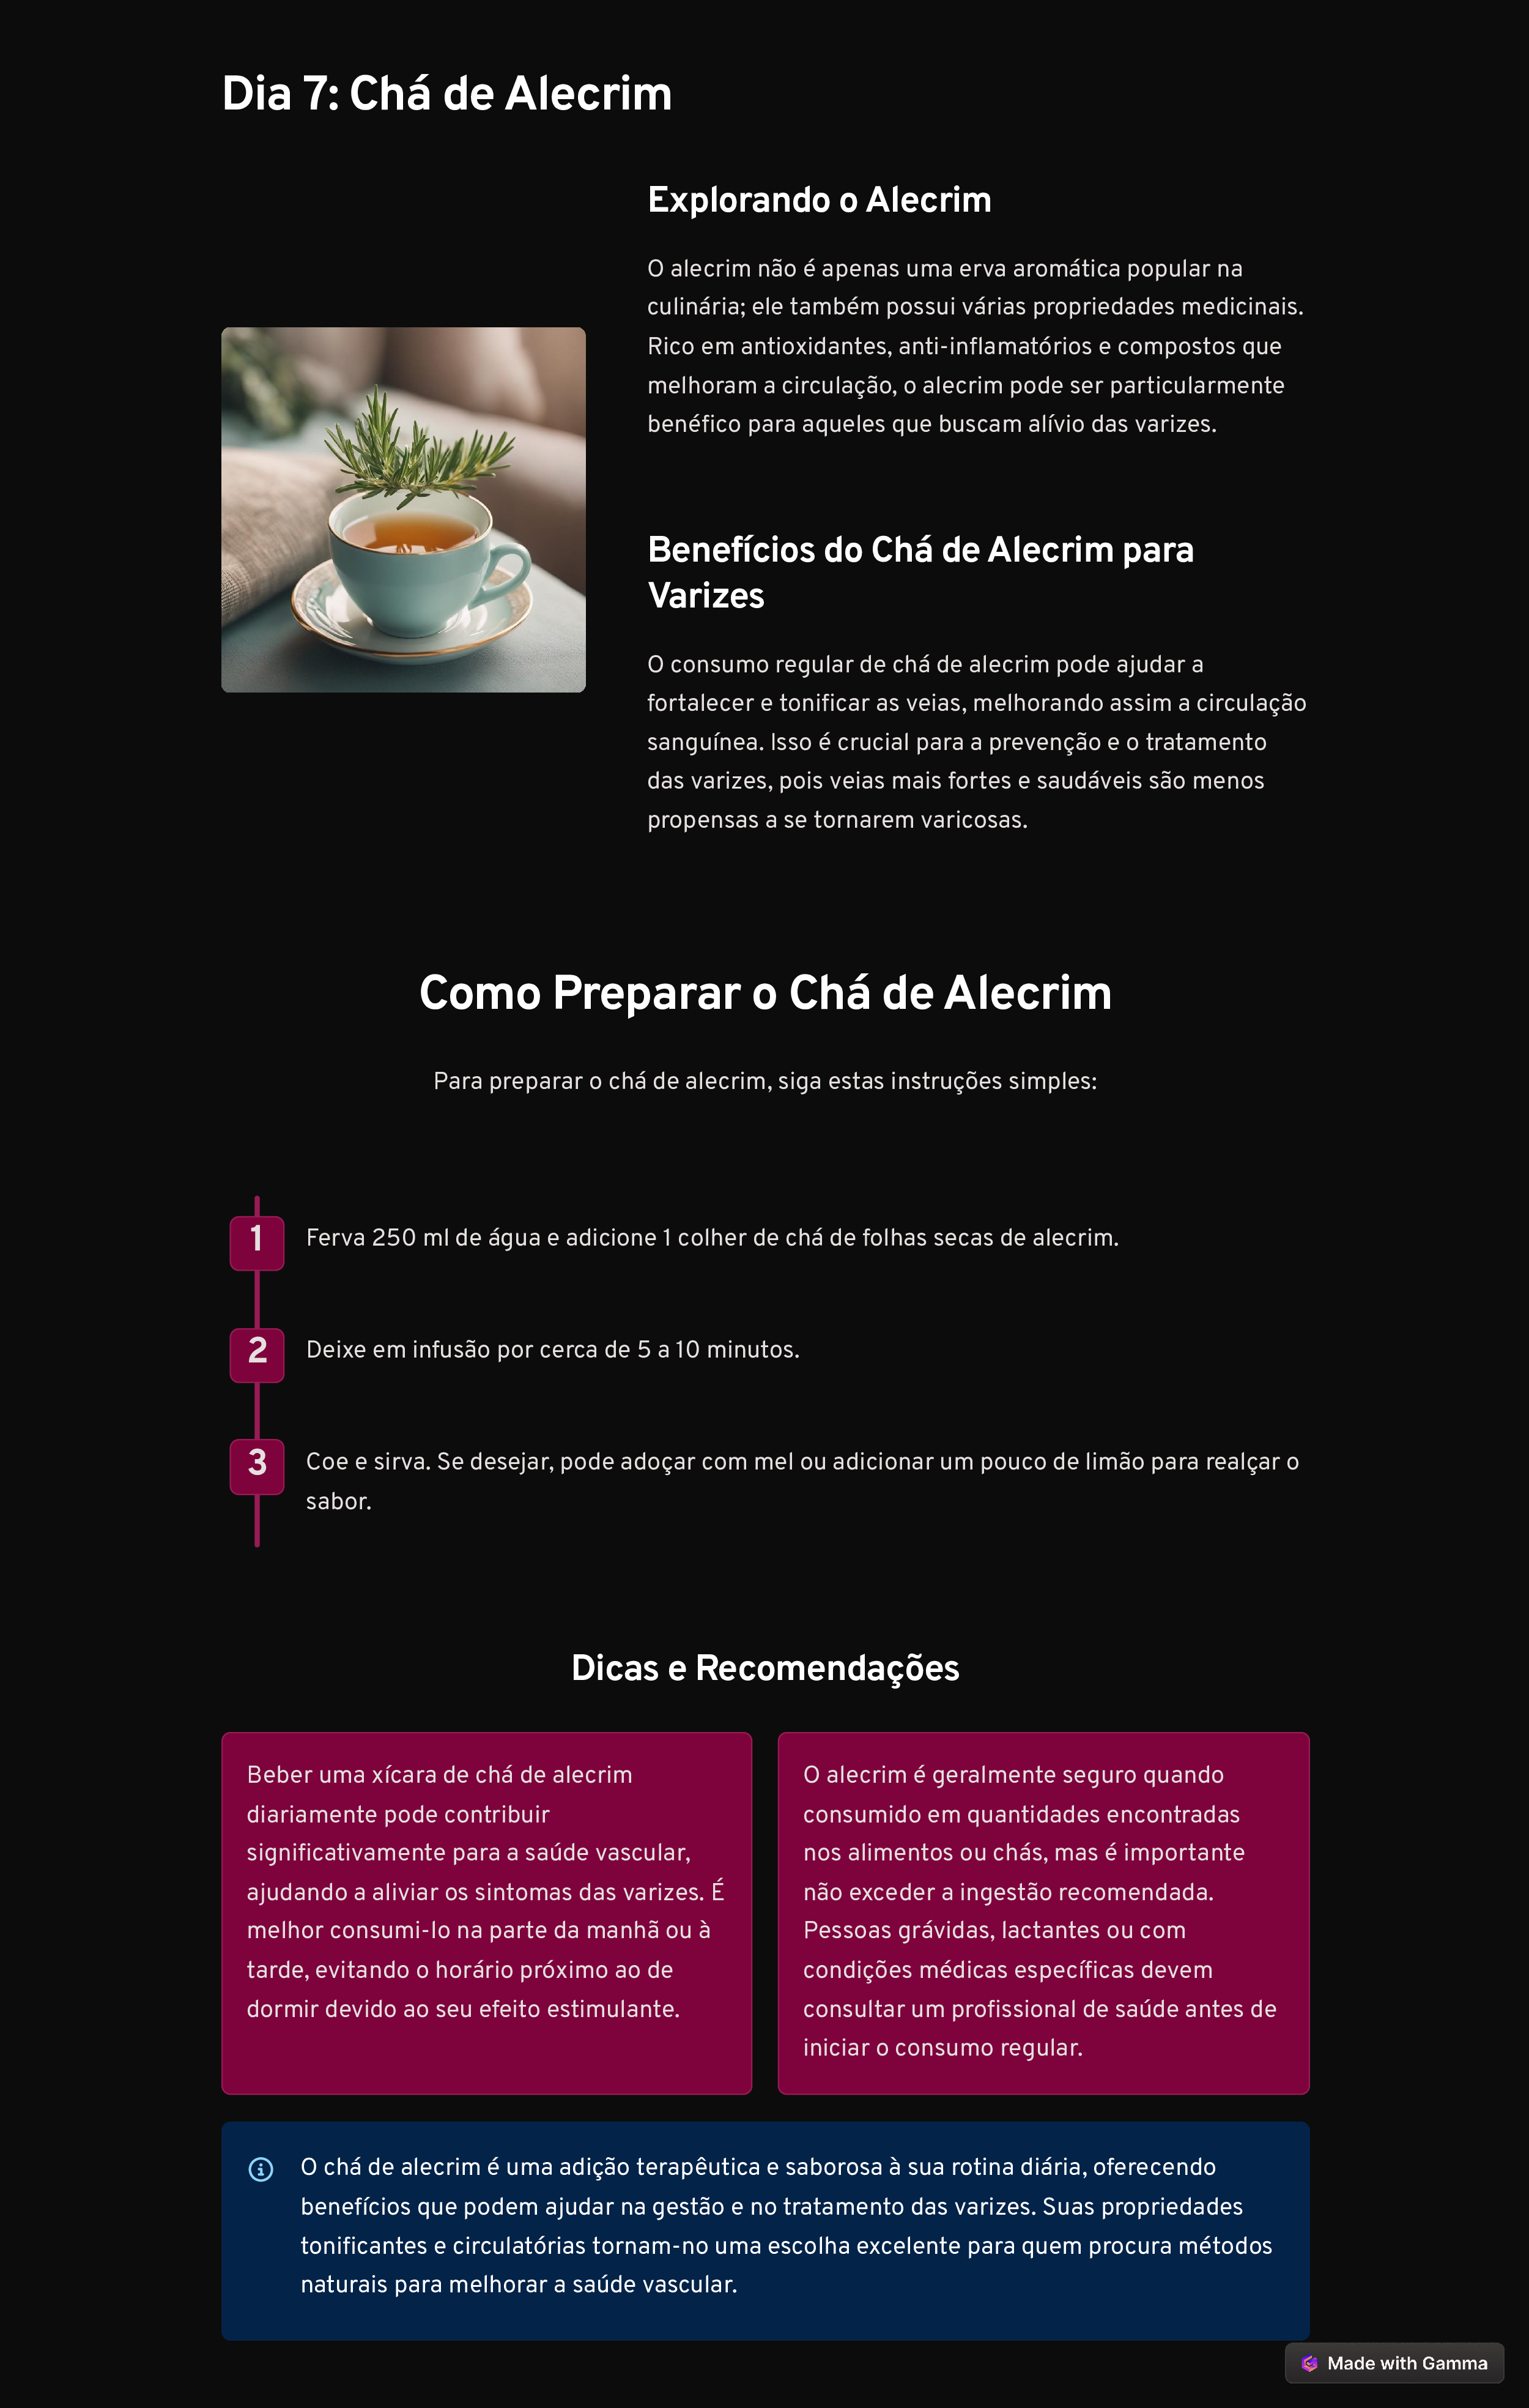 Dia 7: Chá de Alecrim
Explorando o Alecrim
O alecrim não é apenas uma erva aromática popular na
culinária; ele também possui várias propriedades medicinais.
Rico em antioxidantes, anti-inflamatórios e compostos que
melhoram a circulação, o alecrim pode ser particularmente
benéfico para aqueles que buscam alívio das varizes.
Benefícios do Chá de Alecrim para
Varizes
O consumo regular de chá de alecrim pode ajudar a
fortalecer e tonificar as veias, melhorando assim a circulação
sanguínea. Isso é crucial para a prevenção e o tratamento
das varizes, pois veias mais fortes e saudáveis são menos
propensas a se tornarem varicosas.
Como Preparar o Chá de Alecrim
Para preparar o chá de alecrim, siga estas instruções simples:
1 Ferva 250 ml de água e adicione 1 colher de chá de folhas secas de alecrim.
2 Deixe em infusão por cerca de 5 a 10 minutos.
3 Coe e sirva. Se desejar, pode adoçar com mel ou adicionar um pouco de limão para realçar o
sabor.
Dicas e Recomendações
Beber uma xícara de chá de alecrim
diariamente pode contribuir
significativamente para a saúde vascular,
ajudando a aliviar os sintomas das varizes. É
melhor consumi-lo na parte da manhã ou à
tarde, evitando o horário próximo ao de
dormir devido ao seu efeito estimulante.
O alecrim é geralmente seguro quando
consumido em quantidades encontradas
nos alimentos ou chás, mas é importante
não exceder a ingestão recomendada.
Pessoas grávidas, lactantes ou com
condições médicas específicas devem
consultar um profissional de saúde antes de
iniciar o consumo regular.
O chá de alecrim é uma adição terapêutica e saborosa à sua rotina diária, oferecendo
benefícios que podem ajudar na gestão e no tratamento das varizes. Suas propriedades
tonificantes e circulatórias tornam-no uma escolha excelente para quem procura métodos
naturais para melhorar a saúde vascular.
Made with Gamma